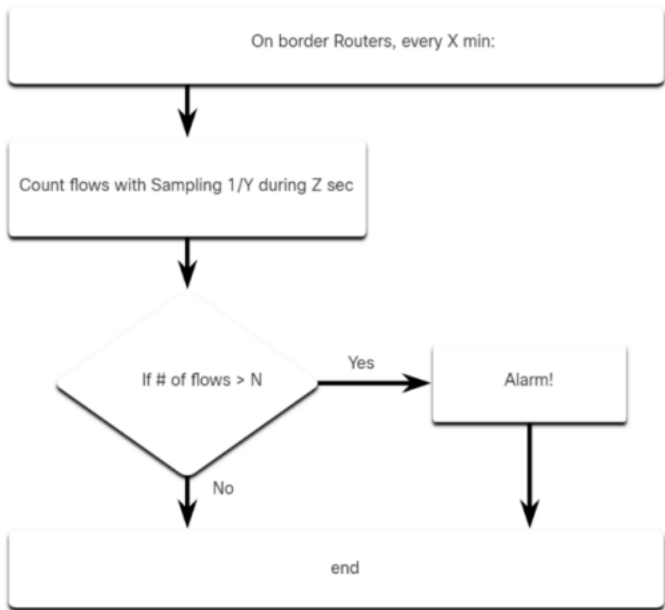 On border Routers, every X min:
Count flows with Sampling 1/Y during Z sec
If # of flows > N
Yes
Alarm!
No
end